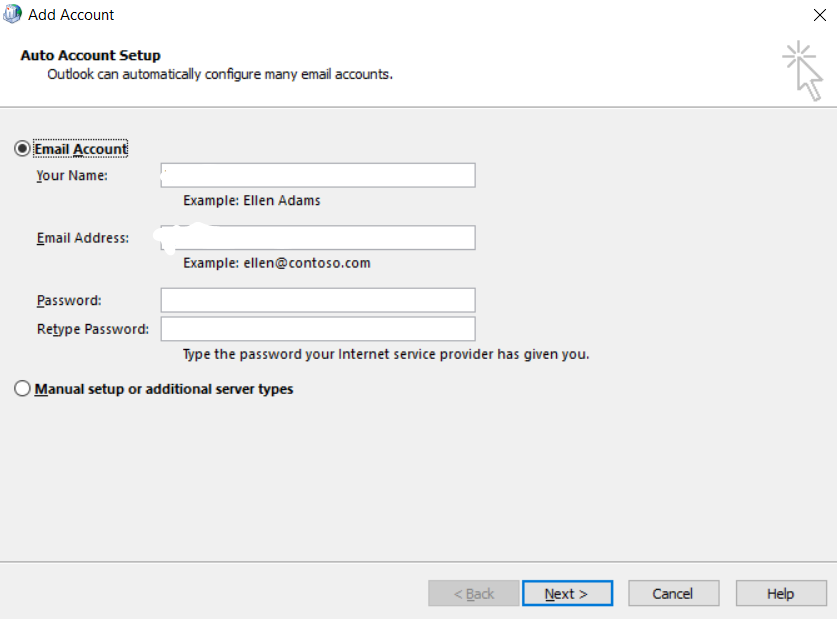 Add Account
Auto Account Setup
Outlook can automatically configure many email accounts.
Email Account
Your Name:
Example: Ellen Adams
Email Address:
Example: ellen@contoso.com
Password:
Retype Password:
Type the password your Internet service provider has given you.
Manual setup or additional server types
< Back Next > Cancel Help